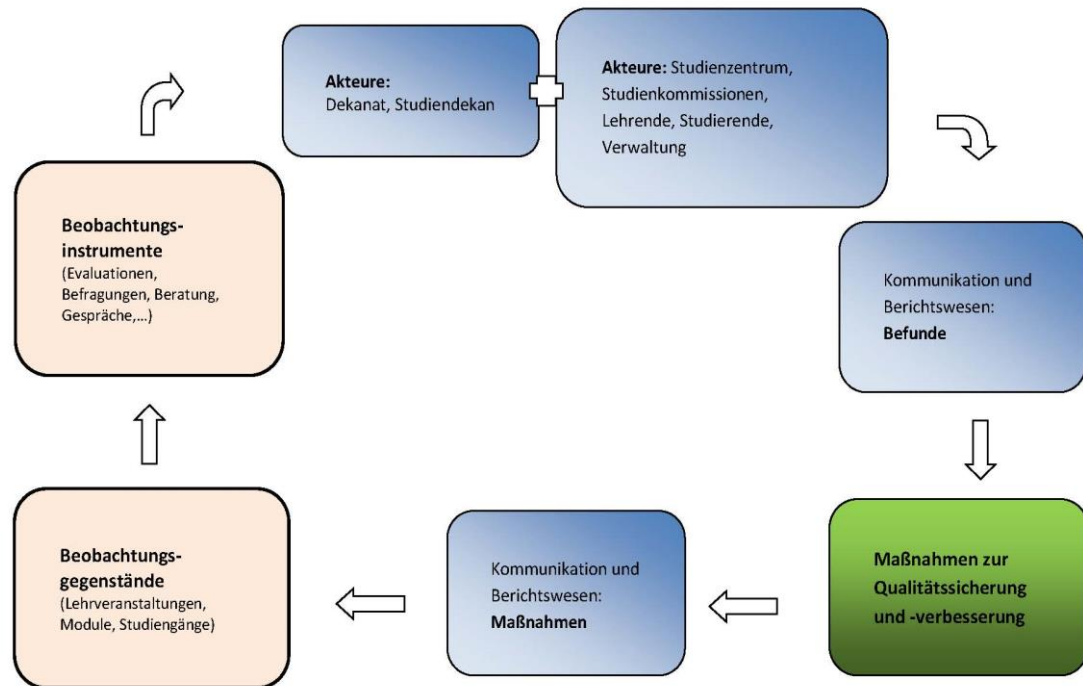 Akteure:
Dekanat, Studiendekan
Akteure: Studienzentrum,
Studienkommissionen,
Lehrende, Studierende,
Verwaltung
Beobachtungs-
instrumente
(Evaluationen,
Befragungen, Beratung,
Gespräche,...)
Kommunikation und
Berichtswesen:
Befunde
Beobachtungs-
gegenstände
(Lehrveranstaltungen,
Module, Studiengänge)
Kommunikation und
Berichtswesen:
Maßnahmen
Maßnahmen zur
Qualitätssicherung
und -verbesserung